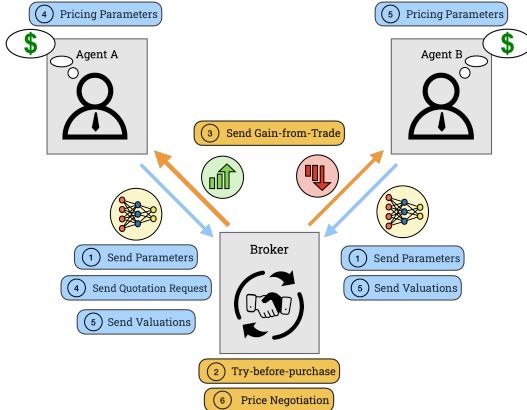 4 Pricing Parameters
5 Pricing Parameters
$
$
Agent A
Agent B
3 Send Gain-from-Trade
1 Send Parameters
4 Send Quotation Request
5 Send Valuations
Broker
1 Send Parameters
5 Send Valuations
2 Try-before-purchase
6 Price Negotiation